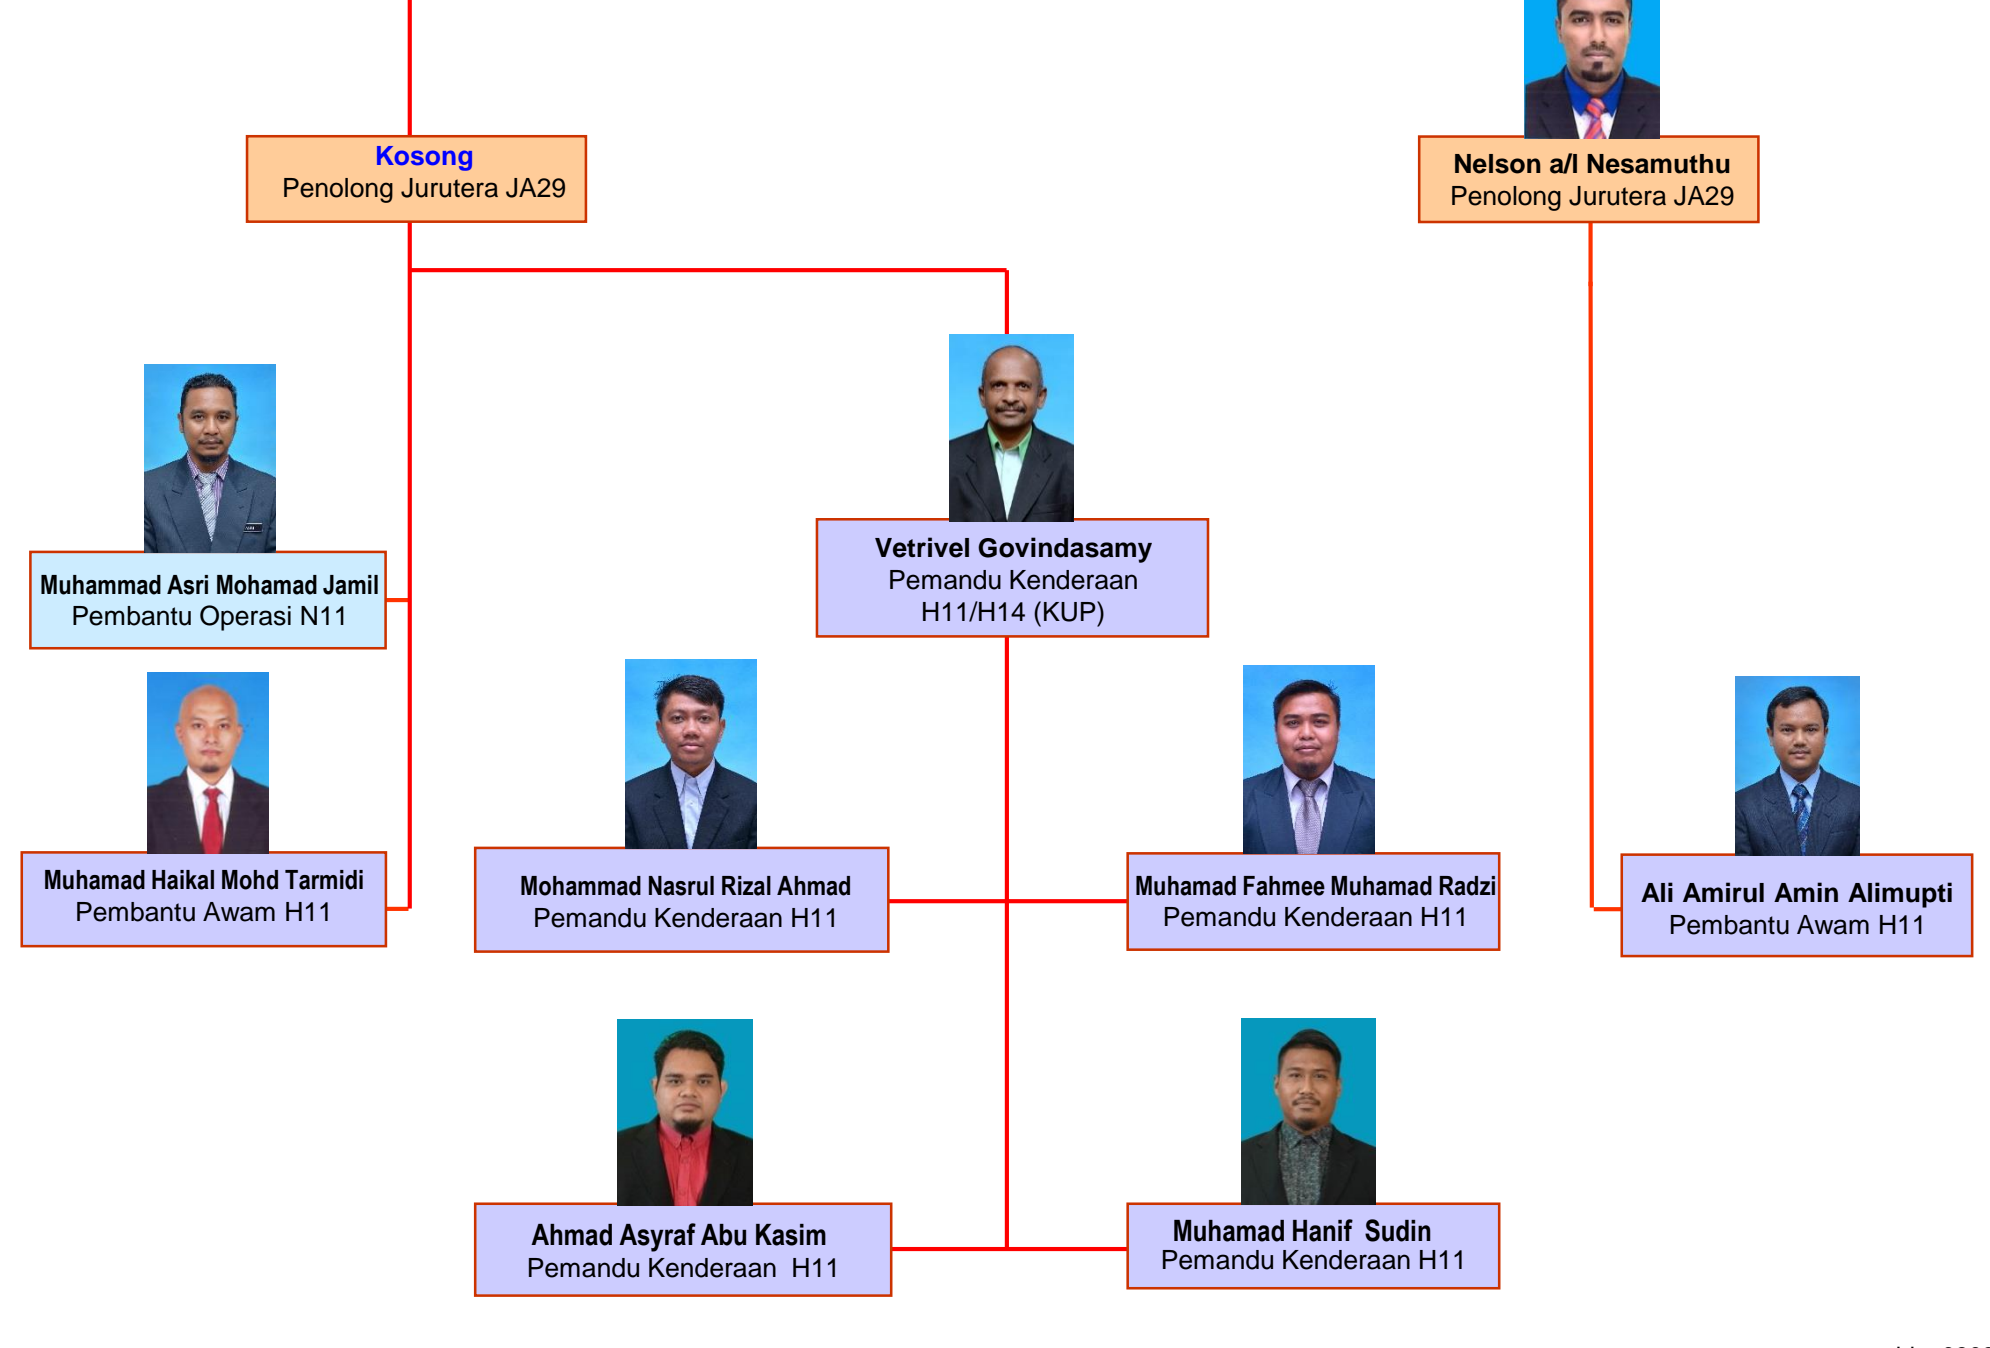 Kosong
Penolong Jurutera JA29
Nelson a/l Nesamuthu
Penolong Jurutera JA29
Vetrivel Govindasamy
Pemandu Kenderaan
H11/H14 (KUP)
Muhammad Asri Mohamad Jamil
Pembantu Operasi N11
Muhamad Haikal Mohd Tarmidi
Pembantu Awam H11
Mohammad Nasrul Rizal Ahmad
Pemandu Kenderaan H11
Muhamad Fahmee Muhamad Radzi
Pemandu Kenderaan H11
Ali Amirul Amin Alimupti
Pembantu Awam H11
Ahmad Asyraf Abu Kasim
Pemandu Kenderaan H11
Muhamad Hanif Sudin
Pemandu Kenderaan H11